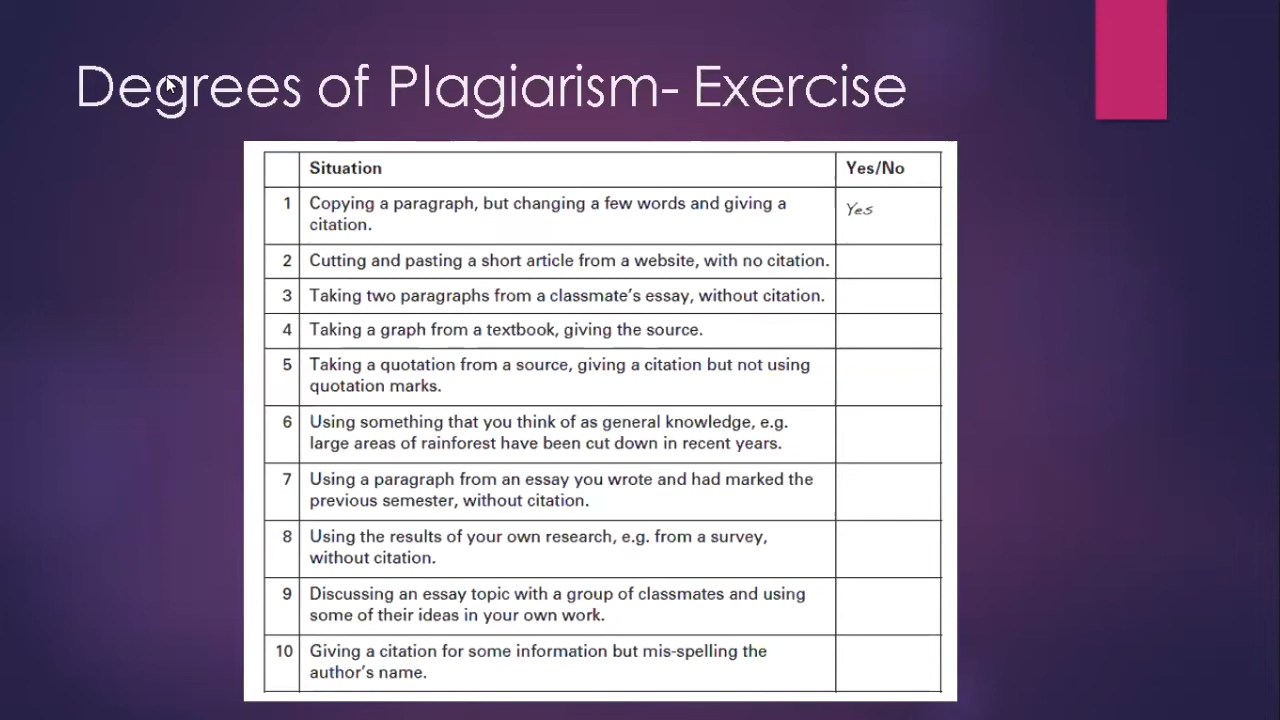 Degrees of Plagiarism- Exercise
Situation Yes/No
1 Copying a paragraph, but changing a few words and giving a Yes
citation.
2 Cutting and pasting a short article from a website, with no citation.
3 Taking two paragraphs from a classmate's essay, without citation.
4 Taking a graph from a textbook, giving the source.
5 Taking a quotation from a source, giving a citation but not using
quotation marks.
6 Using something that you think of as general knowledge, e.g.
large areas of rainforest have been cut down in recent years.
7 Using a paragraph from an essay you wrote and had marked the
previous semester, without citation.
8 Using the results of your own research, e.g. from a survey,
without citation.
9 Discussing an essay topic with a group of classmates and using
some of their ideas in your own work.
10 Giving a citation for some information but mis-spelling the
author's name.